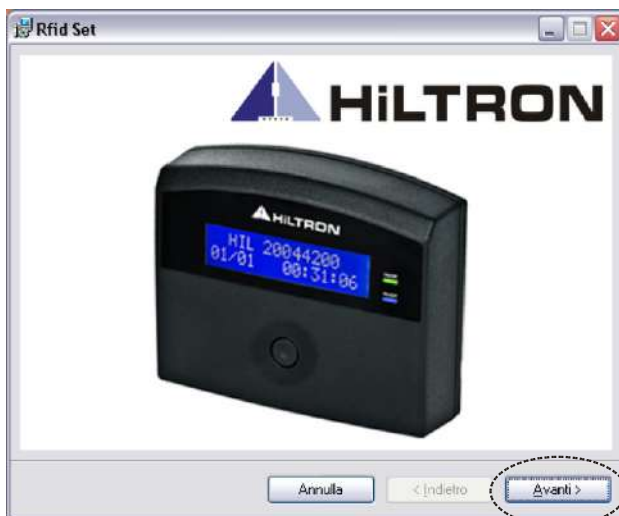 Rfid Set
HiLTRON
HiLTRON
HIL 20044200
01/01 00:31:06
Annulla
< Indietro
Avanti >